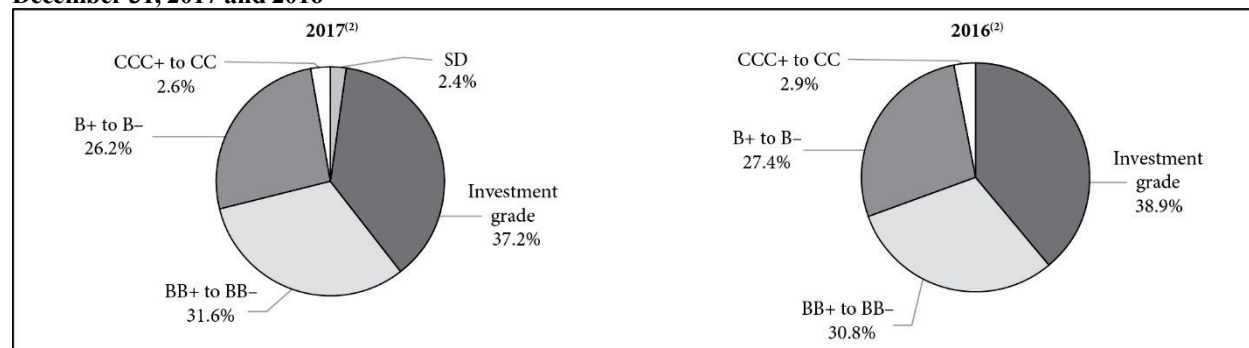 December 31, 2017 and 2016
2017(2)
CCC+ to CC
2.6%
SD
2.4%
B+ to B–
26.2%
Investment
grade
37.2%
BB+ to BB–
31.6%
2016(2)
CCC+ to CC
2.9%
B+ to B–
27.4%
Investment
grade
38.9%
BB+ to BB–
30.8%